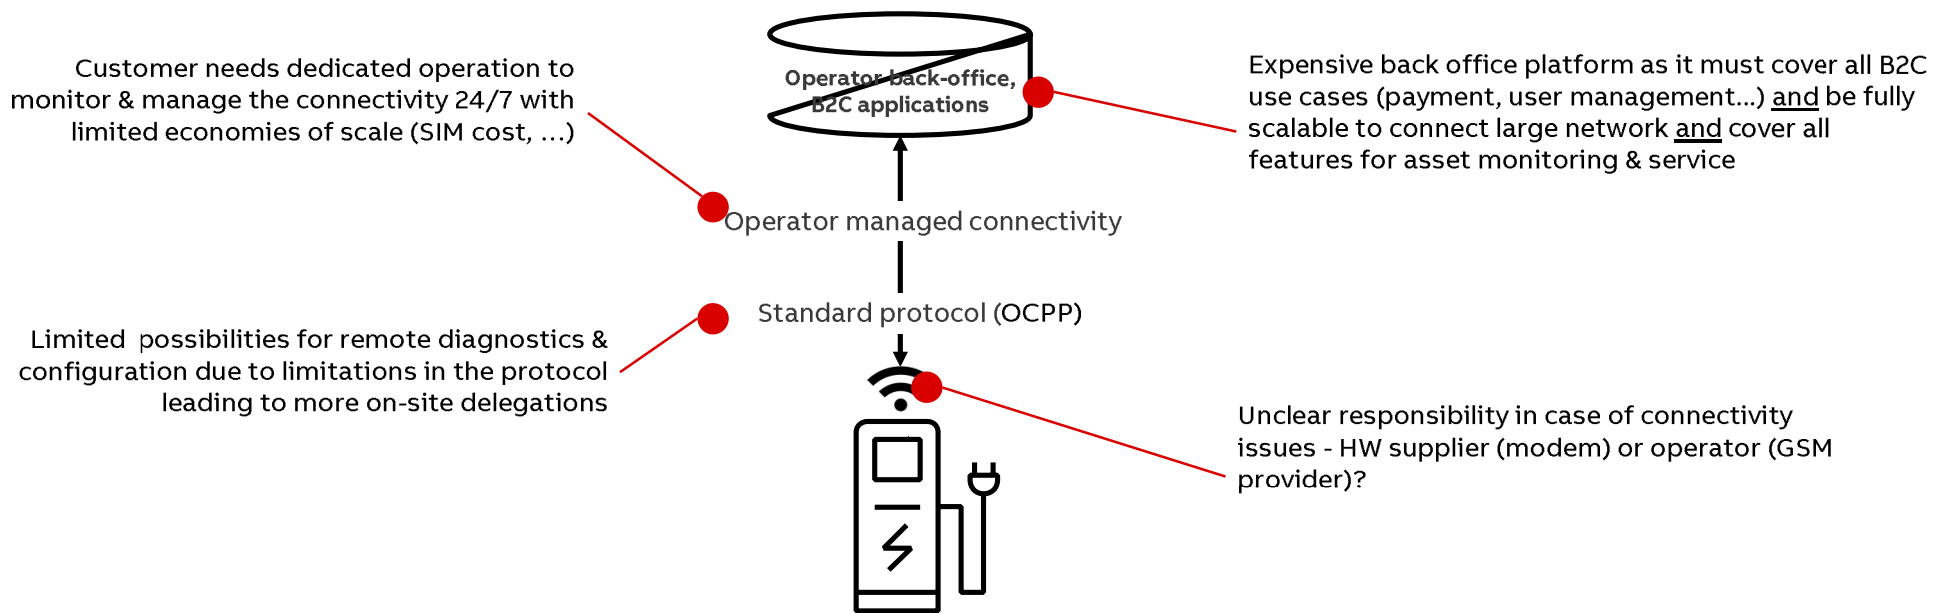 Customer needs dedicated operation to
monitor & manage the connectivity 24/7 with
limited economies of scale (SIM cost, ...)
Operator back-office,
B2C applications
Expensive back office platform as it must cover all B2C
use cases (payment, user management...) and be fully
scalable to connect large network and cover all
features for asset monitoring & service
Operator managed connectivity
Standard protocol (OCPP)
Limited  possibilities for remote diagnostics &
configuration due to limitations in the protocol
leading to more on-site delegations
Unclear responsibility in case of connectivity
issues - HW supplier (modem) or operator (GSM
provider)?